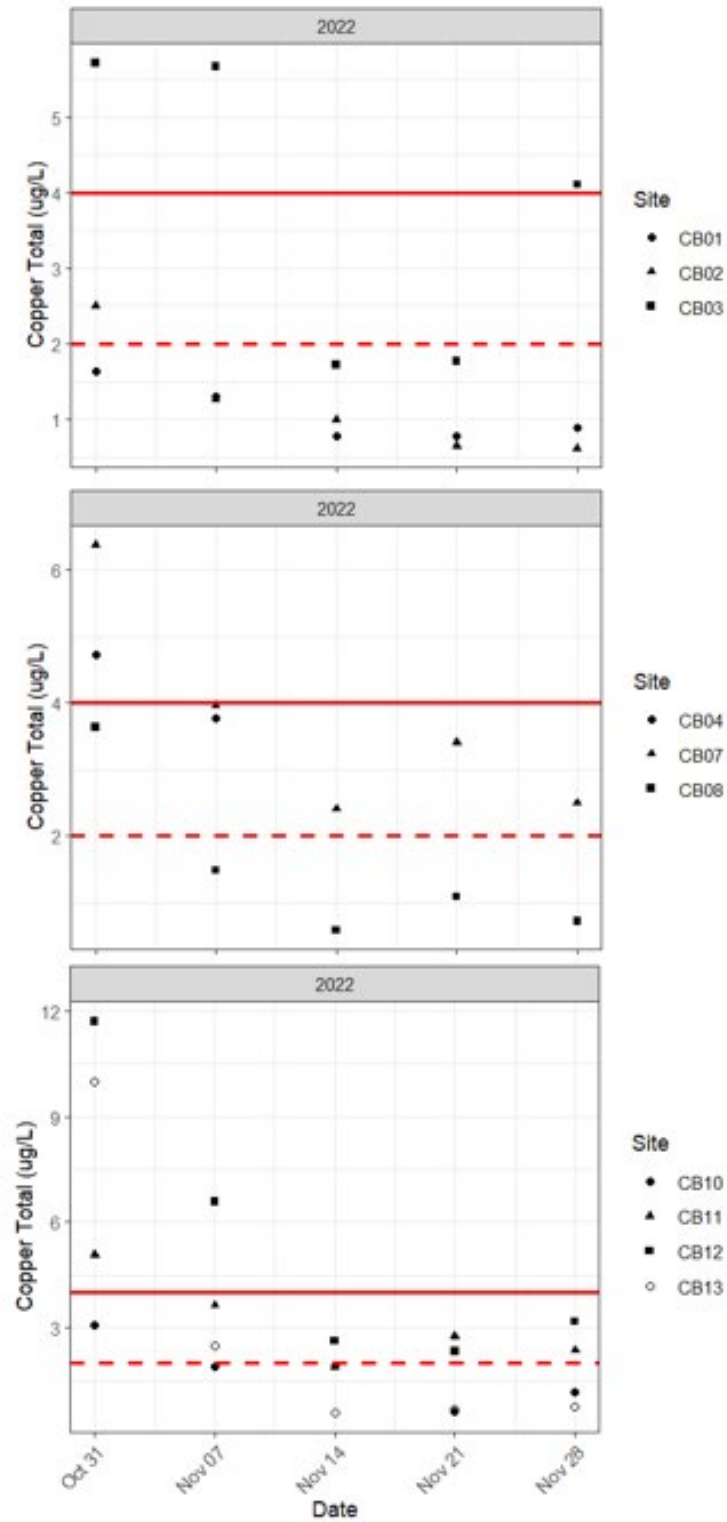 2022
Copper Total (ug/L)
5
4
3
2
1
Site
CB01
CB02
CB03
2022
Copper Total (ug/L)
6
4
2
Site
CB04
CB07
CB08
2022
Copper Total (ug/L)
12
9
6
3
Site
CB10
CB11
CB12
CB13
Oct 31
Nov 07
Nov 14
Nov 21
Nov 28
Date